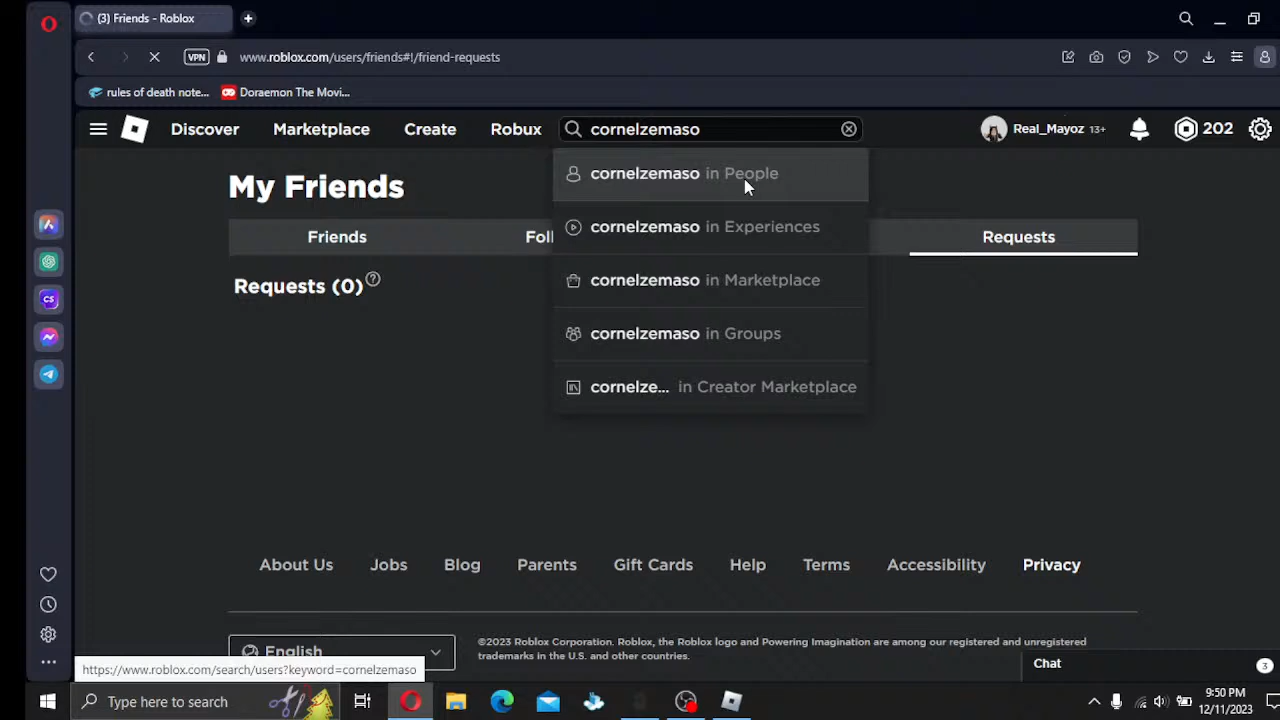 (3) Friends - Roblox
VPN
www.roblox.com/users/friends#!/friend-requests
rules of death note...
Doraemon The Movi...
Discover
Marketplace
Create
Robux
cornelzemaso
Real_Mayoz 13+
202
cornelzemaso in People
My Friends
cornelzemaso in Experiences
Friends
Foll
Requests
Requests (0)
?
cornelzemaso in Marketplace
cornelzemaso in Groups
cornelze... in Creator Marketplace
CS
About Us
Jobs
Blog
Parents
Gift Cards
Help
Terms
Accessibility
Privacy
English
©2023 Roblox Corporation. Roblox, the Roblox logo and Powering Imagination are among our registered and unregistered
trademarks in the U.S. and other countries.
https://www.roblox.com/search/users?keyword=cornelzemaso
Chat
3
Type here to search
9:50 PM
12/11/2023